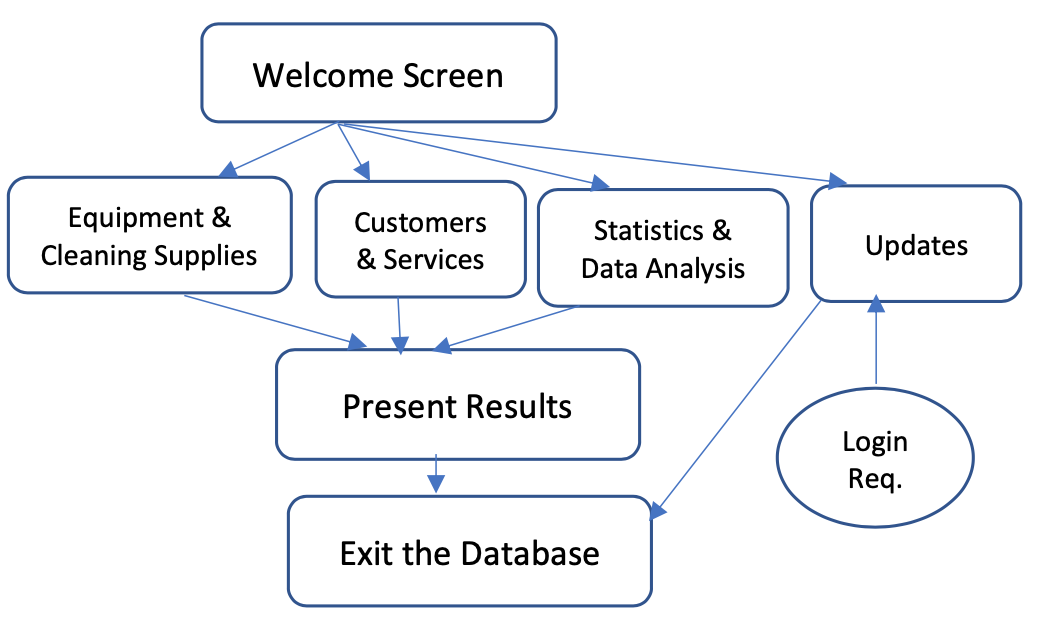 Welcome Screen
Equipment &
Cleaning Supplies
Customers
& Services
Statistics &
Data Analysis
Updates
Present Results
Login
Req.
Exit the Database